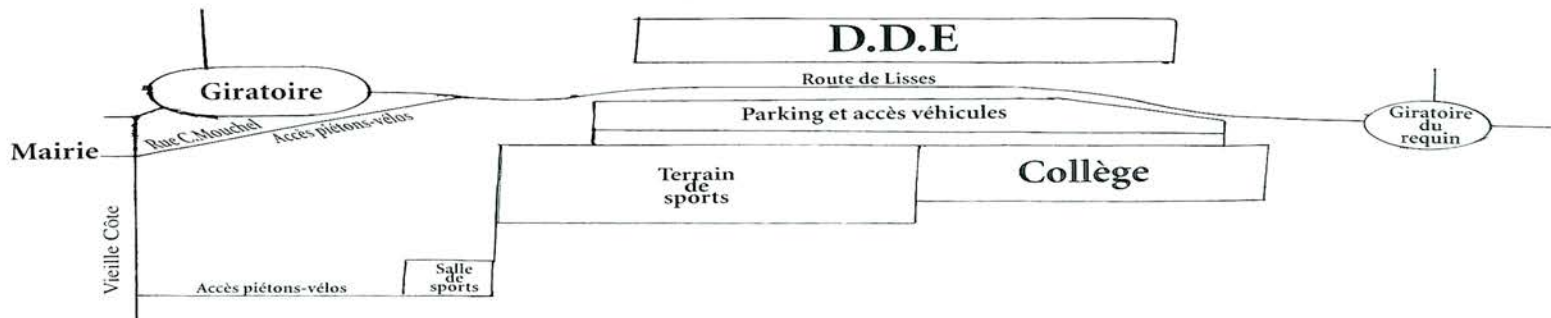 D.D.E
Route de Lisses
Giratoire
Parking et accès véhicules
Giratoire
du
requin
Rue C.Mouchel
Accès piétons-vélos
Mairie
Terrain
de
sports
Collège
Vieille Côte
Salle
de
sports
Accès piétons-vélos